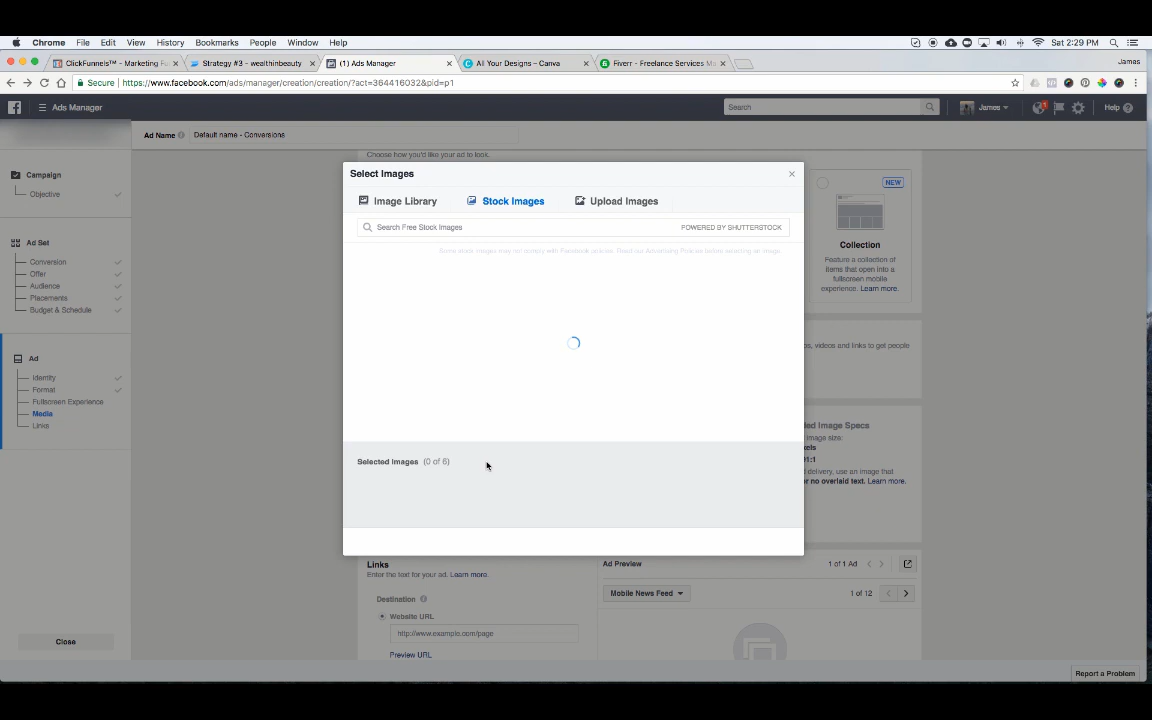 Chrome File Edit View History Bookmarks People Window Help Sat 2:29 PM
ClickFunnels™ - Marketing Fu Strategy #3 - wealthinbeauty (1) Ads Manager All Your Designs – Canva Fiverr - Freelance Services Ma James
Secure https://www.facebook.com/ads/manager/creation/creation/?act=364416032&pid=p1
Ads Manager Search James Help
Ad Name Default name - Conversions
Choose how you'd like your ad to look.
Campaign
Objective
Ad Set
Conversion
Offer
Audience
Placements
Budget & Schedule
Ad
Identity
Format
Fullscreen Experience
Media
Links
Close
Select Images
Image Library Stock Images Upload Images
Search Free Stock Images POWERED BY SHUTTERSTOCK
Some stock images may not comply with Facebook policies. Read our Advertising Policies before selecting an image.
Selected Images (0 of 6)
NEW
Collection
Feature a collection of
items that open into a
fullscreen mobile
experience. Learn more.
os, videos and links to get people
ded Image Specs
image size:
xels
91:1
delivery, use an image that
or no overlaid text. Learn more.
Links
Enter the text for your ad. Learn more.
Destination
Website URL
http://www.example.com/page
Preview URL
Ad Preview 1 of 1 Ad
Mobile News Feed 1 of 12
Report a Problem